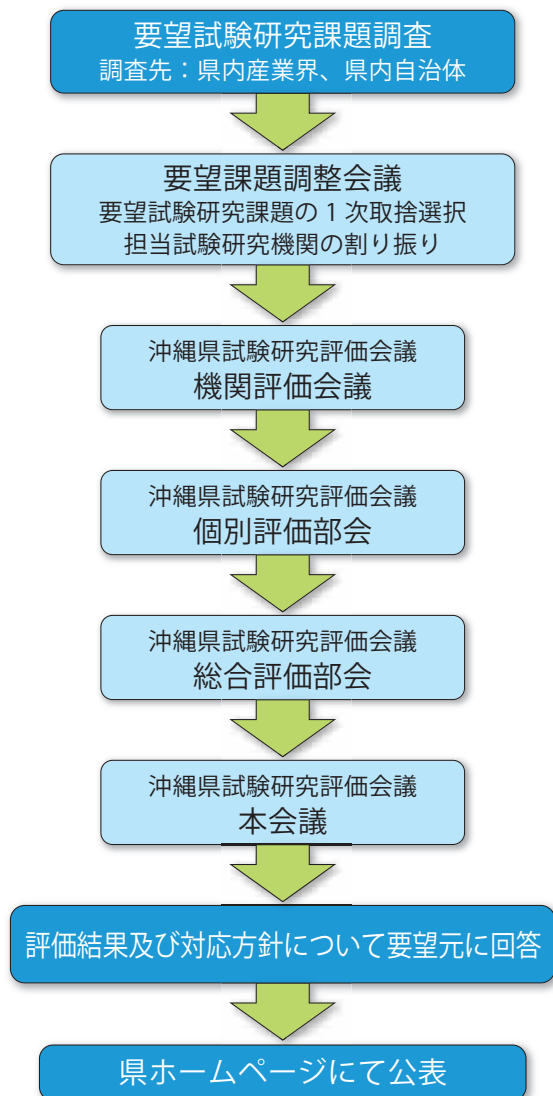 要望試験研究課題調査
調査先：県内産業界、県内自治体
要望課題調整会議
要望試験研究課題の１次取捨選択
担当試験研究機関の割り振り
沖縄県試験研究評価会議
機関評価会議
沖縄県試験研究評価会議
個別評価部会
沖縄県試験研究評価会議
総合評価部会
沖縄県試験研究評価会議
本会議
評価結果及び対応方針について要望元に回答
県ホームページにて公表